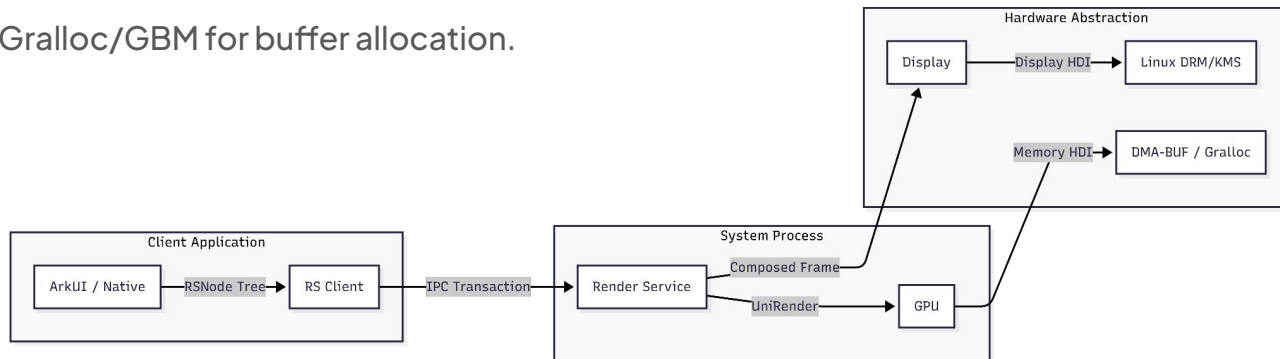 Gralloc/GBM for buffer allocation.
Hardware Abstraction
Display
Display HDI
Linux DRM/KMS
Memory HDI
DMA-BUF / Gralloc
Client Application
ArkUI / Native
RSNode Tree
RS Client
IPC Transaction
System Process
Render Service
Composed Frame
UniRender
GPU